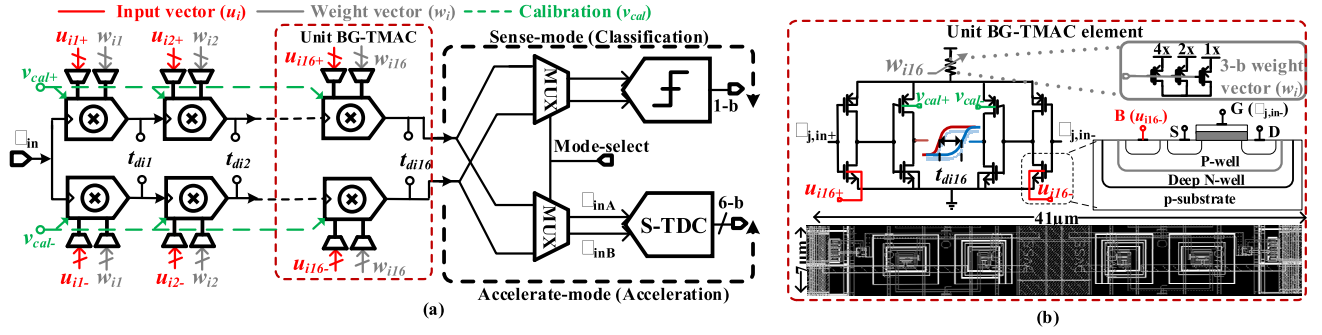 Input vector (ui) Weight vector (wi) Calibration (vcal)
ui1+ wi1 ui2+ wi2
Unit BG-TMAC
ui16+ wi16
vcal+
□in
tdi1 tdi2 tdi16
vcal-
ui1- wi1 ui2- wi2
ui16- wi16
Sense-mode (Classification)
MUX
1-b
Mode-select
MUX
□inA
□inB
S-TDC
6-b
Accelerate-mode (Acceleration)
(a)
Unit BG-TMAC element
wi16
4x 2x 1x
3-b weight
vector (wi)
vcal+ vcal-
□j,in+ □j,in-
tdi16
ui16+ ui16-
G (□j,in-)
B (ui16-)
S D
P-well
Deep N-well
p-substrate
41μm
(b)